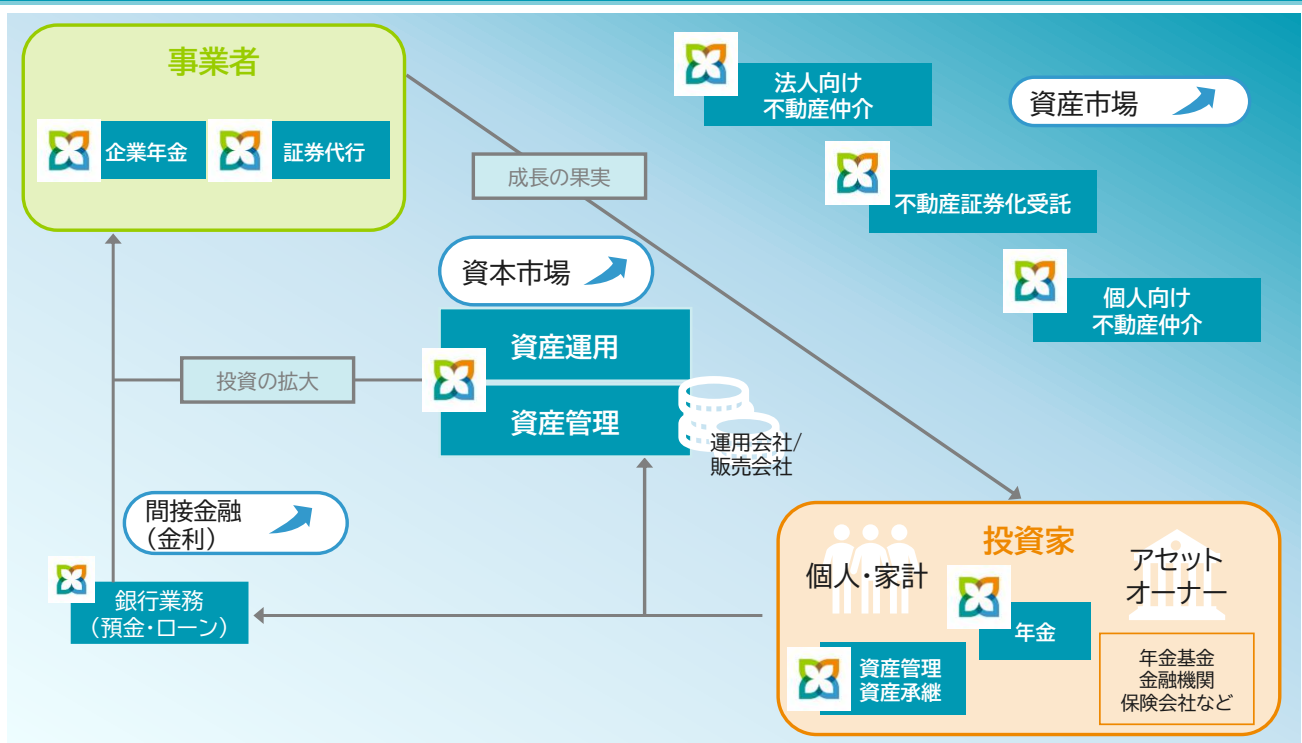 事業者
企業年金
証券代行
法人向け
不動産仲介
資産市場
不動産証券化受託
個人向け
不動産仲介
成長の果実
資本市場
資産運用
資産管理
運用会社/
販売会社
投資の拡大
間接金融
(金利)
銀行業務
(預金・ローン)
投資家
個人・家計
アセット
オーナー
年金
資産管理
資産承継
年金基金
金融機関
保険会社など